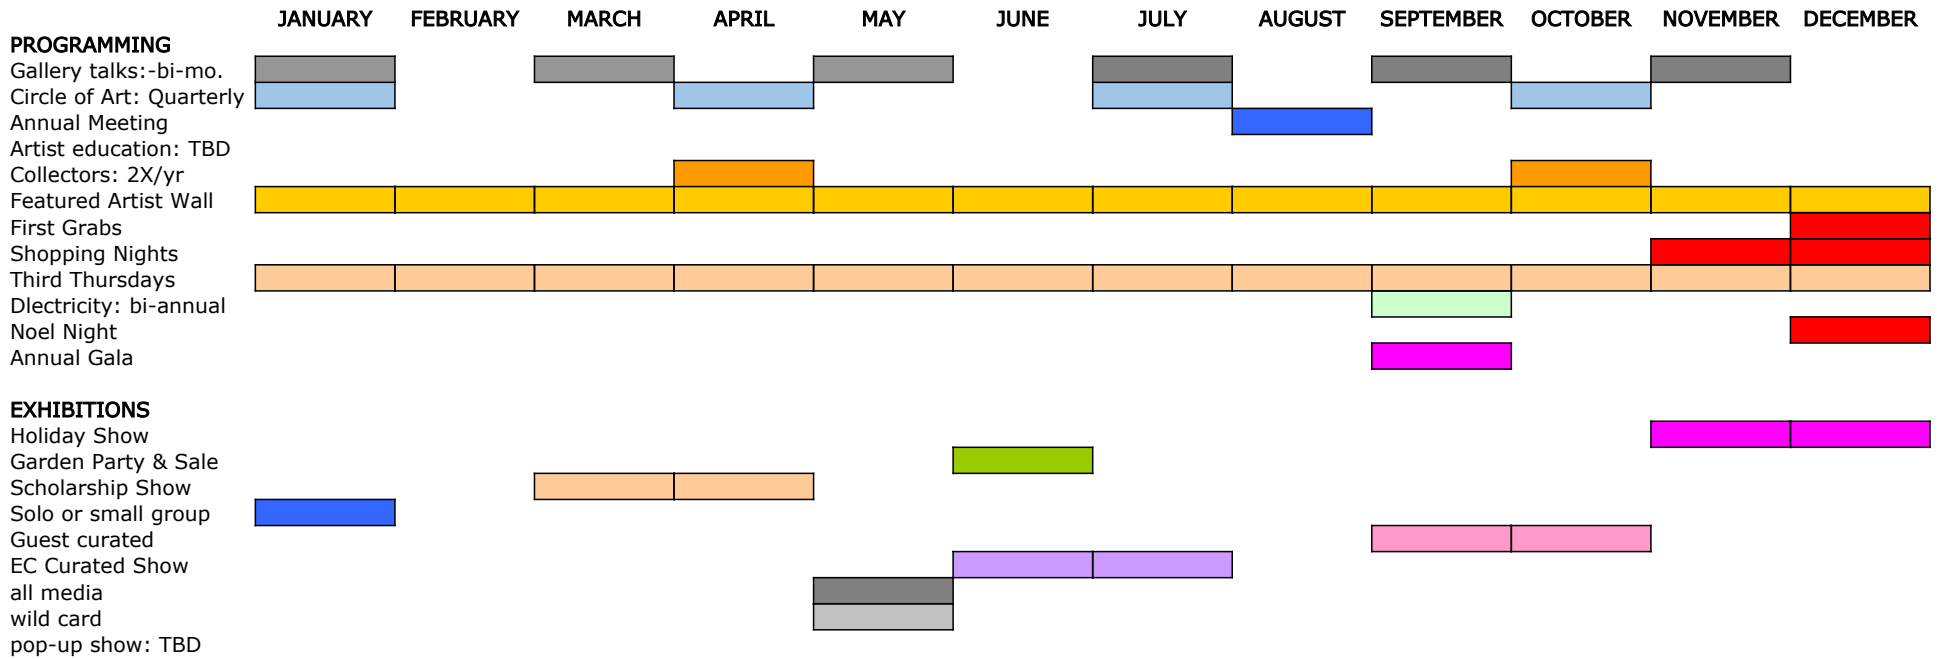 JANUARY FEBRUARY MARCH APRIL MAY JUNE JULY AUGUST SEPTEMBER OCTOBER NOVEMBER DECEMBER
PROGRAMMING
Gallery talks:-bi-mo.
Circle of Art: Quarterly
Annual Meeting
Artist education: TBD
Collectors: 2X/yr
Featured Artist Wall
First Grabs
Shopping Nights
Third Thursdays
Dlectricity: bi-annual
Noel Night
Annual Gala
EXHIBITIONS
Holiday Show
Garden Party & Sale
Scholarship Show
Solo or small group
Guest curated
EC Curated Show
all media
wild card
pop-up show: TBD